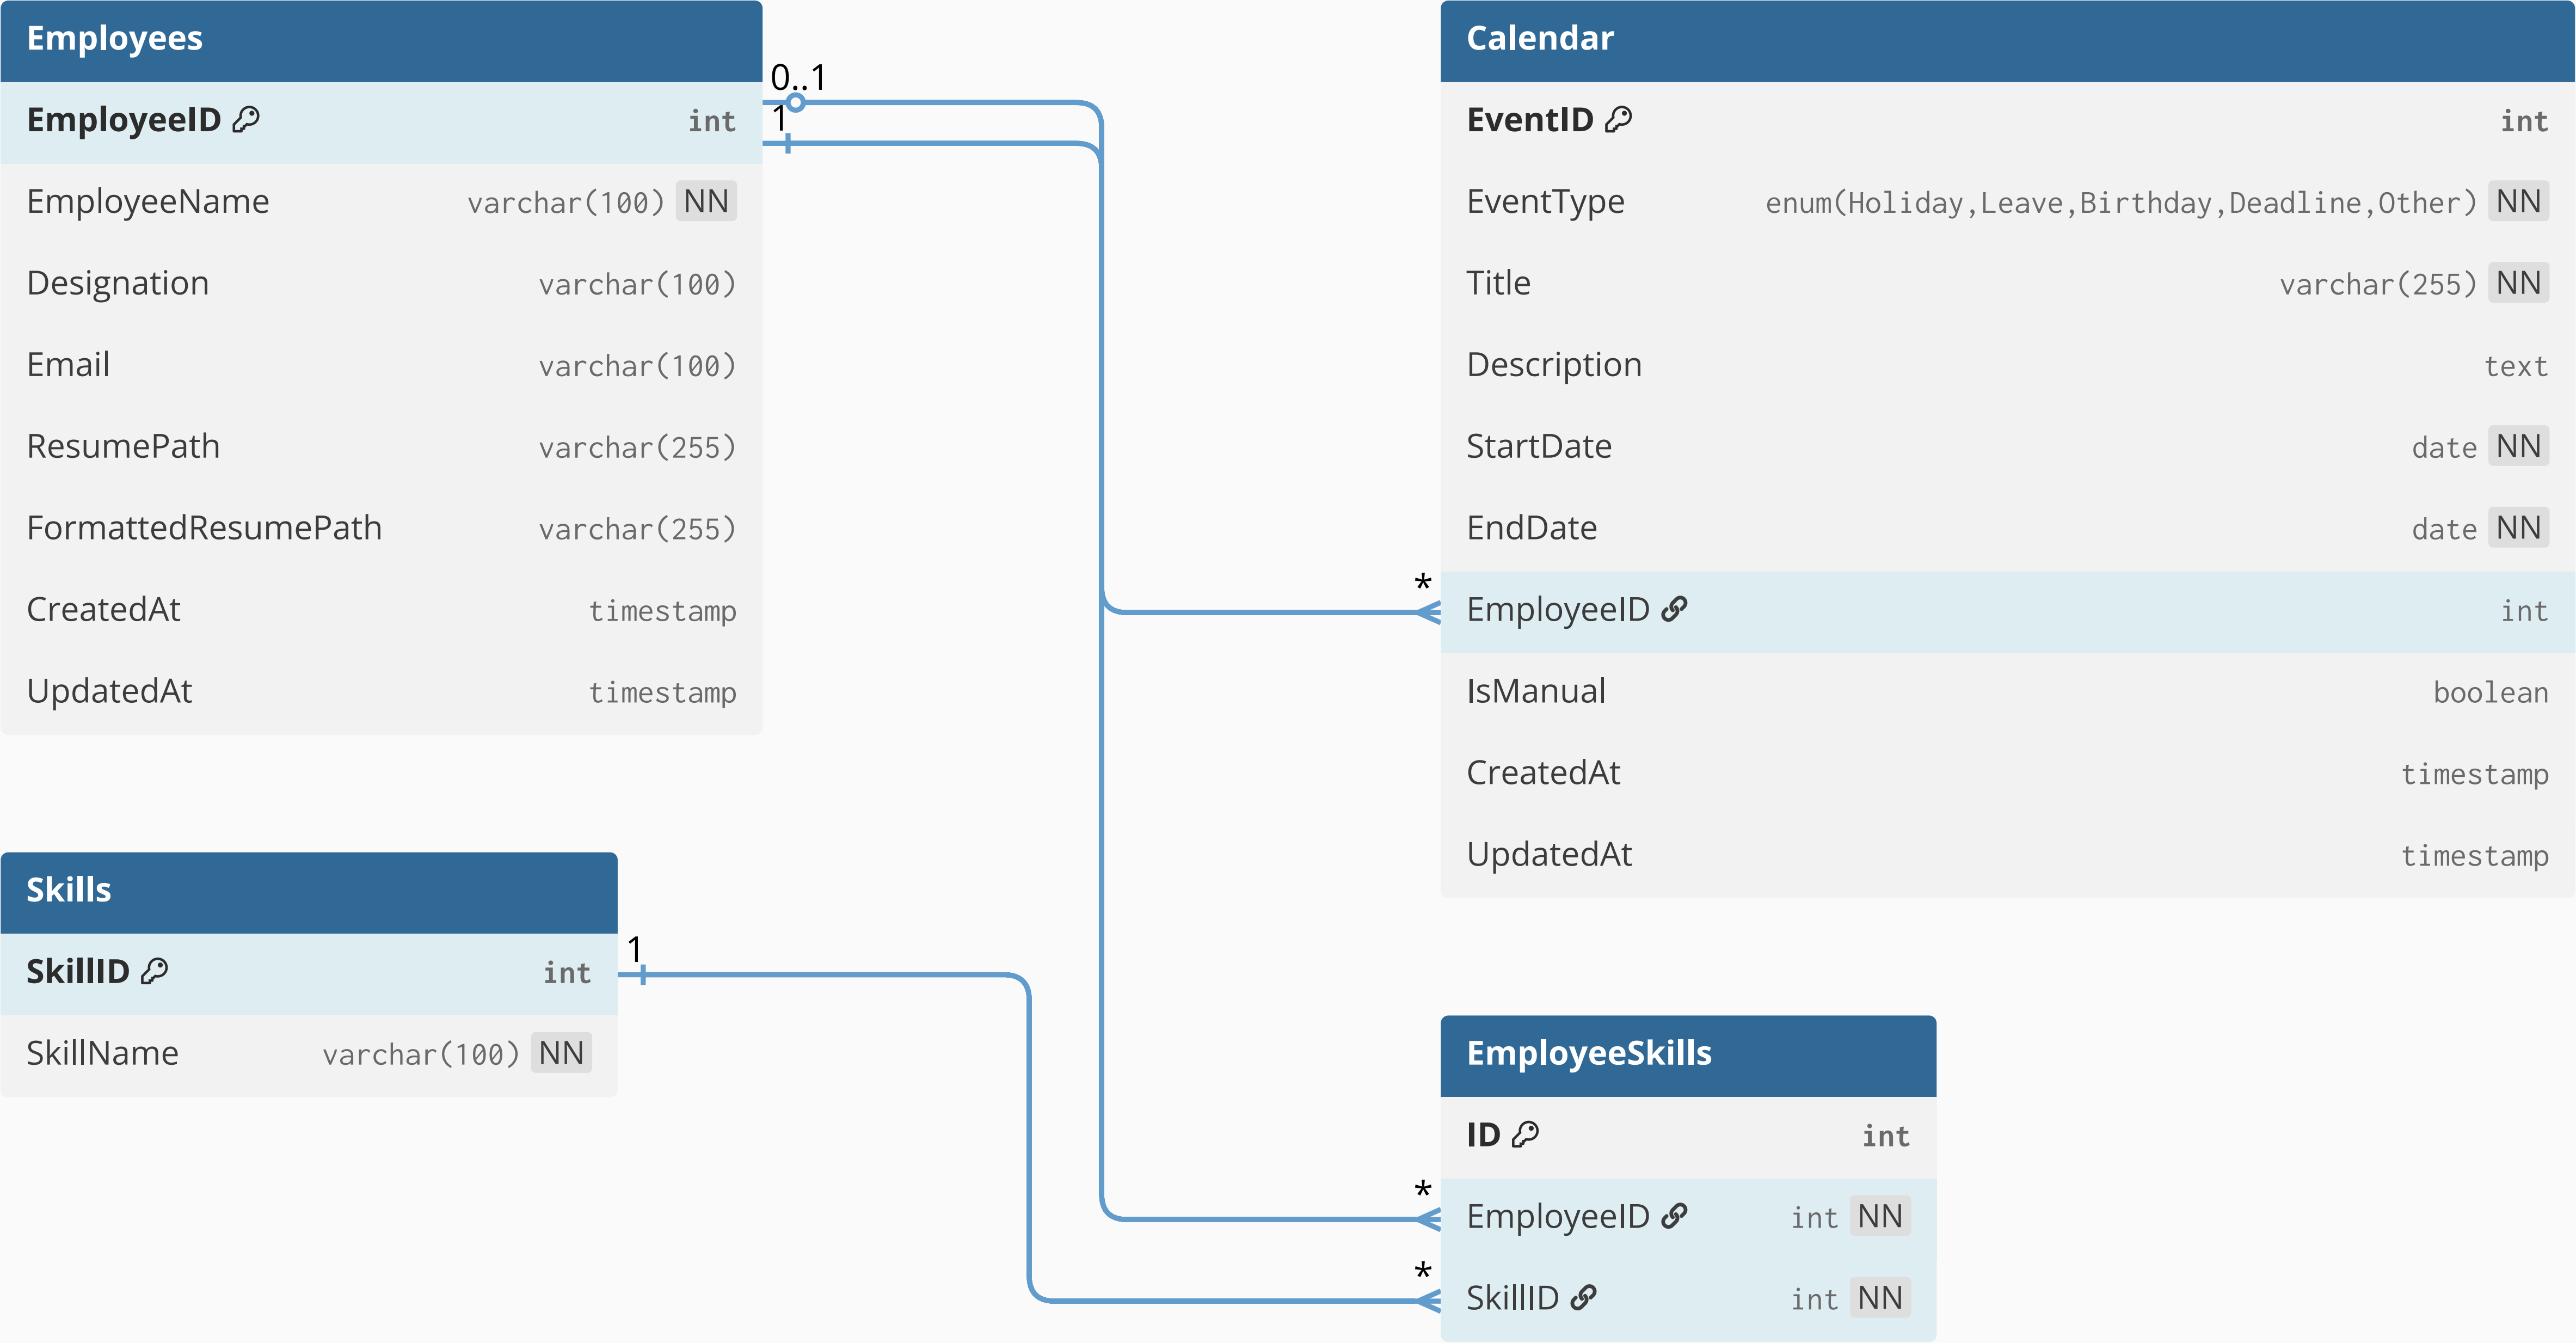 Employees
EmployeeID int
EmployeeName varchar(100) NN
Designation varchar(100)
Email varchar(100)
ResumePath varchar(255)
FormattedResumePath varchar(255)
CreatedAt timestamp
UpdatedAt timestamp
0..1
1
*
Calendar
EventID int
EventType enum(Holiday,Leave,Birthday,Deadline,Other) NN
Title varchar(255) NN
Description text
StartDate date NN
EndDate date NN
EmployeeID int
IsManual boolean
CreatedAt timestamp
UpdatedAt timestamp
Skills
SkillID int
SkillName varchar(100) NN
1
*
*
EmployeeSkills
ID int
EmployeeID int NN
SkillID int NN